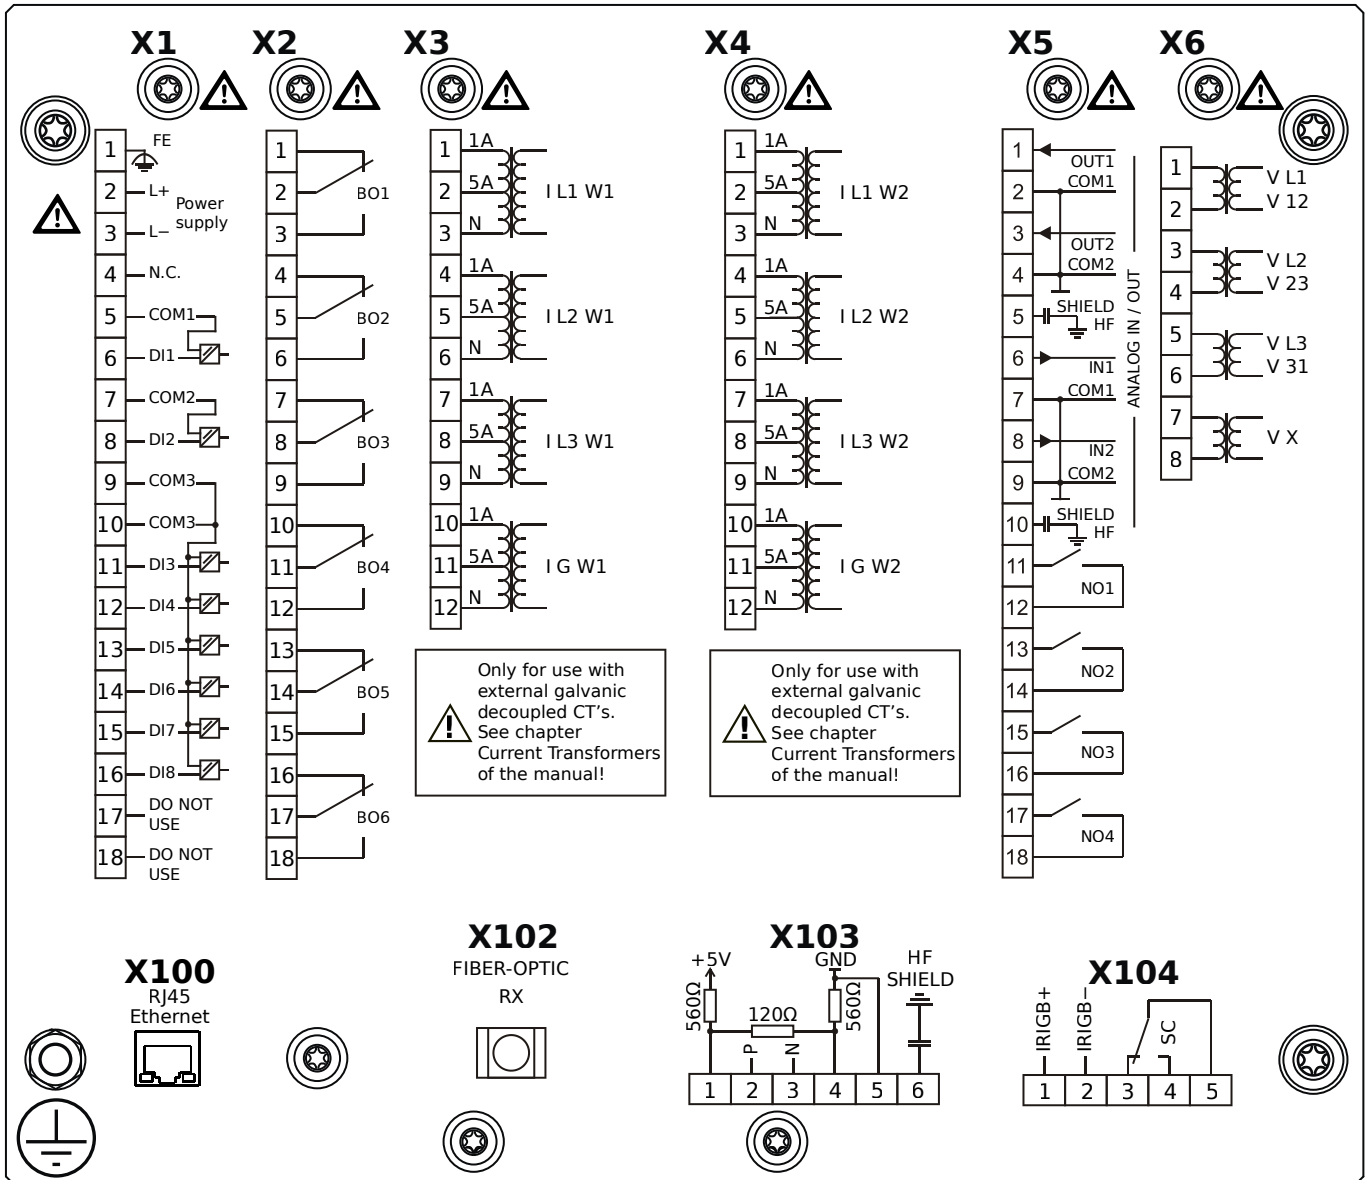 X1
1
FE
2
L+
Power
supply
3
L−
4
N.C.
5
COM1
6
DI1
7
COM2
8
DI2
9
COM3
10
COM3
11
DI3
12
DI4
13
DI5
14
DI6
15
DI7
16
DI8
17
DO NOT
USE
18
DO NOT
USE
X2
1
2
BO1
3
4
5
BO2
6
7
8
BO3
9
10
11
BO4
12
13
14
BO5
15
16
17
BO6
18
X3
1 1A
2 5A I L1 W1
3 N
4 1A
5 5A I L2 W1
6 N
7 1A
8 5A I L3 W1
9 N
10 1A
11 5A I G W1
12 N
Only for use with
external galvanic
decoupled CT's.
See chapter
Current Transformers
of the manual!
X4
1 1A
2 5A I L1 W2
3 N
4 1A
5 5A I L2 W2
6 N
7 1A
8 5A I L3 W2
9 N
10 1A
11 5A I G W2
12 N
Only for use with
external galvanic
decoupled CT's.
See chapter
Current Transformers
of the manual!
X5
1
OUT1
2 COM1
3
OUT2
4 COM2
5 SHIELD
HF
6
IN1
7 COM1
8
IN2
9 COM2
10 SHIELD
HF
ANALOG IN / OUT
11
NO1
12
13
NO2
14
15
NO3
16
17
NO4
18
X6
1
V L1
2
V 12
3
V L2
4
V 23
5
V L3
6
V 31
7
V X
8
X100
RJ45
Ethernet
X102
FIBER-OPTIC
RX
X103
+5V
GND
HF
SHIELD
560Ω
120Ω
560Ω
P
N
1 2 3 4 5 6
X104
IRIGB+
IRIGB−
SC
1 2 3 4 5